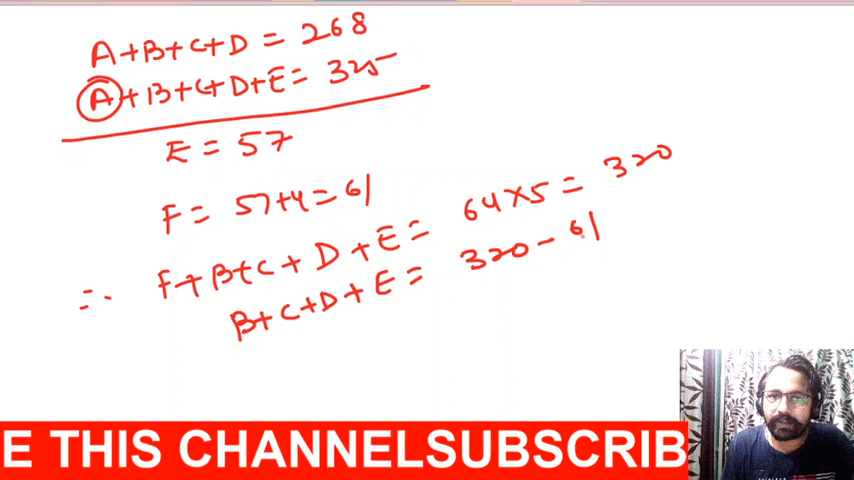 A+B+C+D = 268
A+B+C+D+E = 325
E = 57
F = 57+4 = 61
∴ F+B+C+D+E = 64×5 = 320
B+C+D+E = 320-61
E THIS CHANNELSUBSCRIB